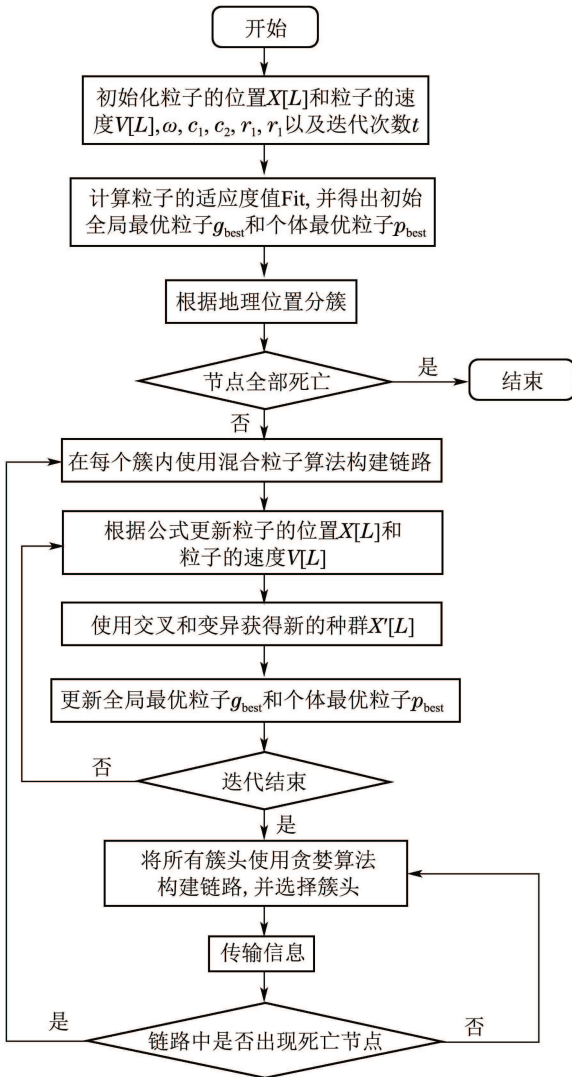 开始
初始化粒子的位置X[L]和粒子的速
度V[L], ω, c₁, c₂, r₁, r₁以及迭代次数t
计算粒子的适应度值Fit, 并得出初始
全局最优粒子g_best和个体最优粒子p_best
根据地理位置分簇
节点全部死亡
是
结束
否
在每个簇内使用混合粒子算法构建链路
根据公式更新粒子的位置X[L]和
粒子的速度V[L]
使用交叉和变异获得新的种群X′[L]
更新全局最优粒子g_best和个体最优粒子p_best
否
迭代结束
是
将所有簇头使用贪婪算法
构建链路, 并选择簇头
传输信息
是
链路中是否出现死亡节点
否